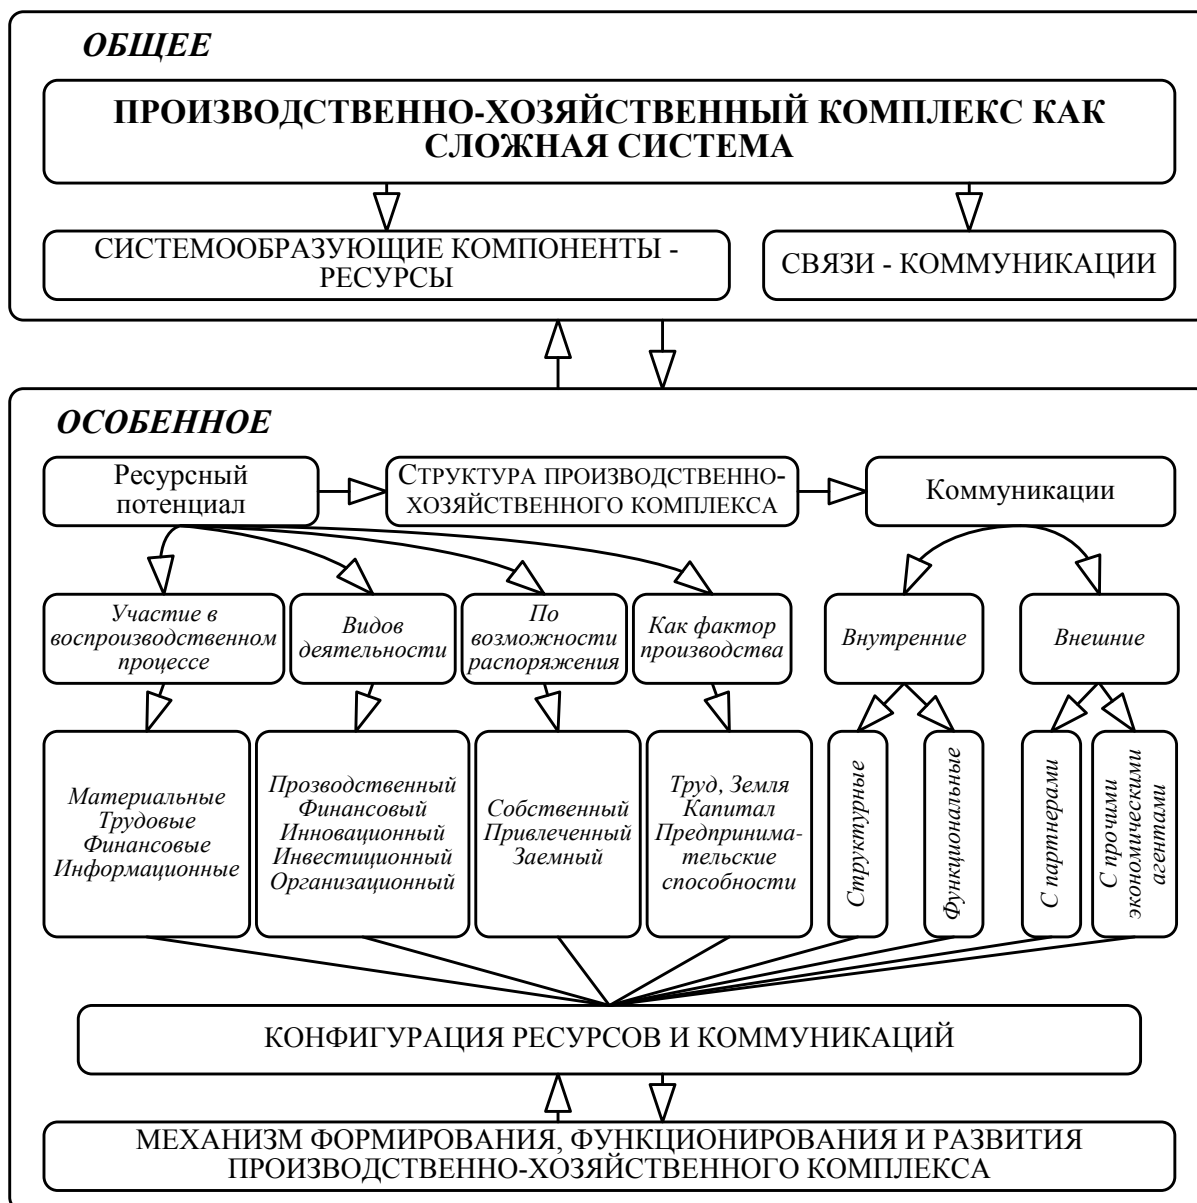 ОБЩЕЕ
ПРОИЗВОДСТВЕННО-ХОЗЯЙСТВЕННЫЙ КОМПЛЕКС КАК
СЛОЖНАЯ СИСТЕМА
СИСТЕМООБРАЗУЮЩИЕ КОМПОНЕНТЫ -
РЕСУРСЫ
СВЯЗИ - КОММУНИКАЦИИ
ОСОБЕННОЕ
Ресурсный
потенциал
СТРУКТУРА ПРОИЗВОДСТВЕННО-
ХОЗЯЙСТВЕННОГО КОМПЛЕКСА
Коммуникации
Участие в
воспроизводственном
процессе
Видов
деятельности
По
возможности
распоряжения
Как фактор
производства
Внутренние
Внешние
Материальные
Трудовые
Финансовые
Информационные
Прозводственный
Финансовый
Инновационный
Инвестиционный
Организационный
Собственный
Привлеченный
Заемный
Труд, Земля
Капитал
Предпринима-
тельские
способности
Структурные
Функциональные
С партнерами
С прочими
экономическими
агентами
КОНФИГУРАЦИЯ РЕСУРСОВ И КОММУНИКАЦИЙ
МЕХАНИЗМ ФОРМИРОВАНИЯ, ФУНКЦИОНИРОВАНИЯ И РАЗВИТИЯ
ПРОИЗВОДСТВЕННО-ХОЗЯЙСТВЕННОГО КОМПЛЕКСА